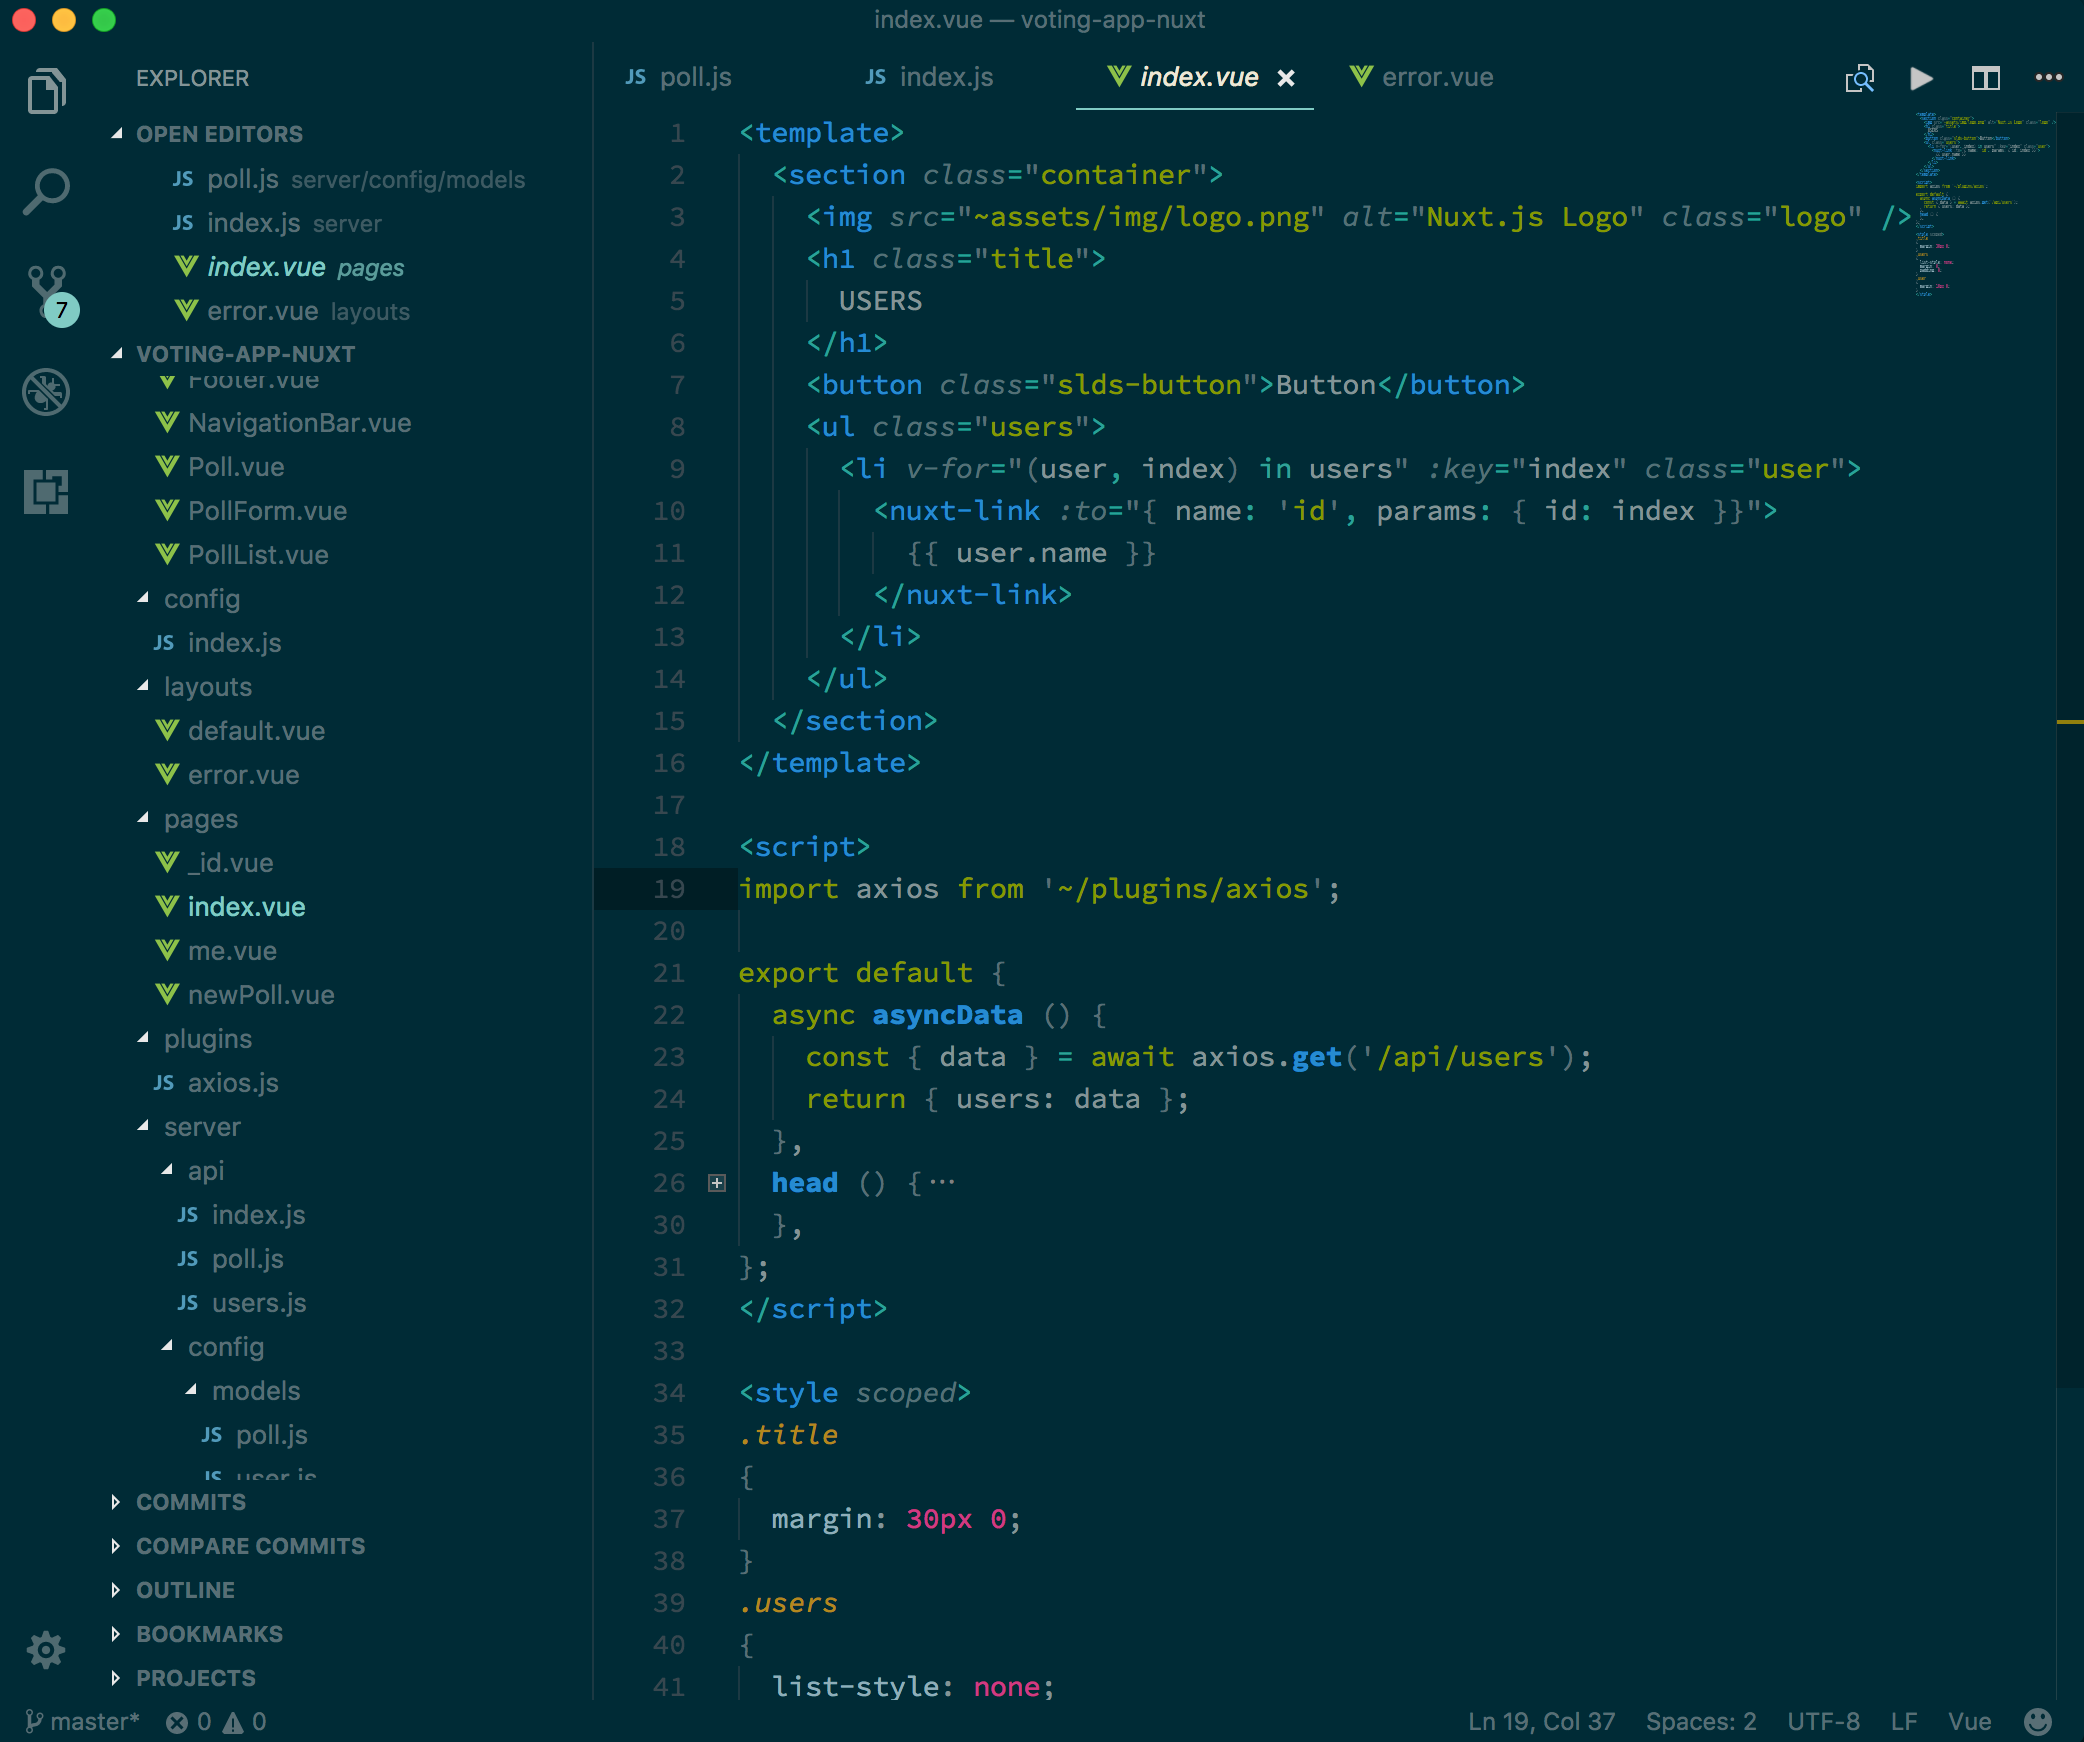 index.vue — voting-app-nuxt
EXPLORER
OPEN EDITORS
JS poll.js server/config/models
JS index.js server
index.vue pages
error.vue layouts
VOTING-APP-NUXT
Footer.vue
NavigationBar.vue
Poll.vue
PollForm.vue
PollList.vue
config
JS index.js
layouts
default.vue
error.vue
pages
_id.vue
index.vue
me.vue
newPoll.vue
plugins
JS axios.js
server
api
JS index.js
JS poll.js
JS users.js
config
models
JS poll.js
JS user.js
COMMITS
COMPARE COMMITS
OUTLINE
BOOKMARKS
PROJECTS
7
JS poll.js JS index.js index.vue × error.vue
1 <template>
2 <section class="container">
3 <img src="~assets/img/logo.png" alt="Nuxt.js Logo" class="logo" />
4 <h1 class="title">
5 USERS
6 </h1>
7 <button class="slds-button">Button</button>
8 <ul class="users">
9 <li v-for="(user, index) in users" :key="index" class="user">
10 <nuxt-link :to="{ name: 'id', params: { id: index }}">
11 {{ user.name }}
12 </nuxt-link>
13 </li>
14 </ul>
15 </section>
16 </template>
17
18 <script>
19 import axios from '~/plugins/axios';
20
21 export default {
22 async asyncData () {
23 const { data } = await axios.get('/api/users');
24 return { users: data };
25 },
26 head () {···
30 },
31 };
32 </script>
33
34 <style scoped>
35 .title
36 {
37 margin: 30px 0;
38 }
39 .users
40 {
41 list-style: none;
master* 0 0 Ln 19, Col 37 Spaces: 2 UTF-8 LF Vue